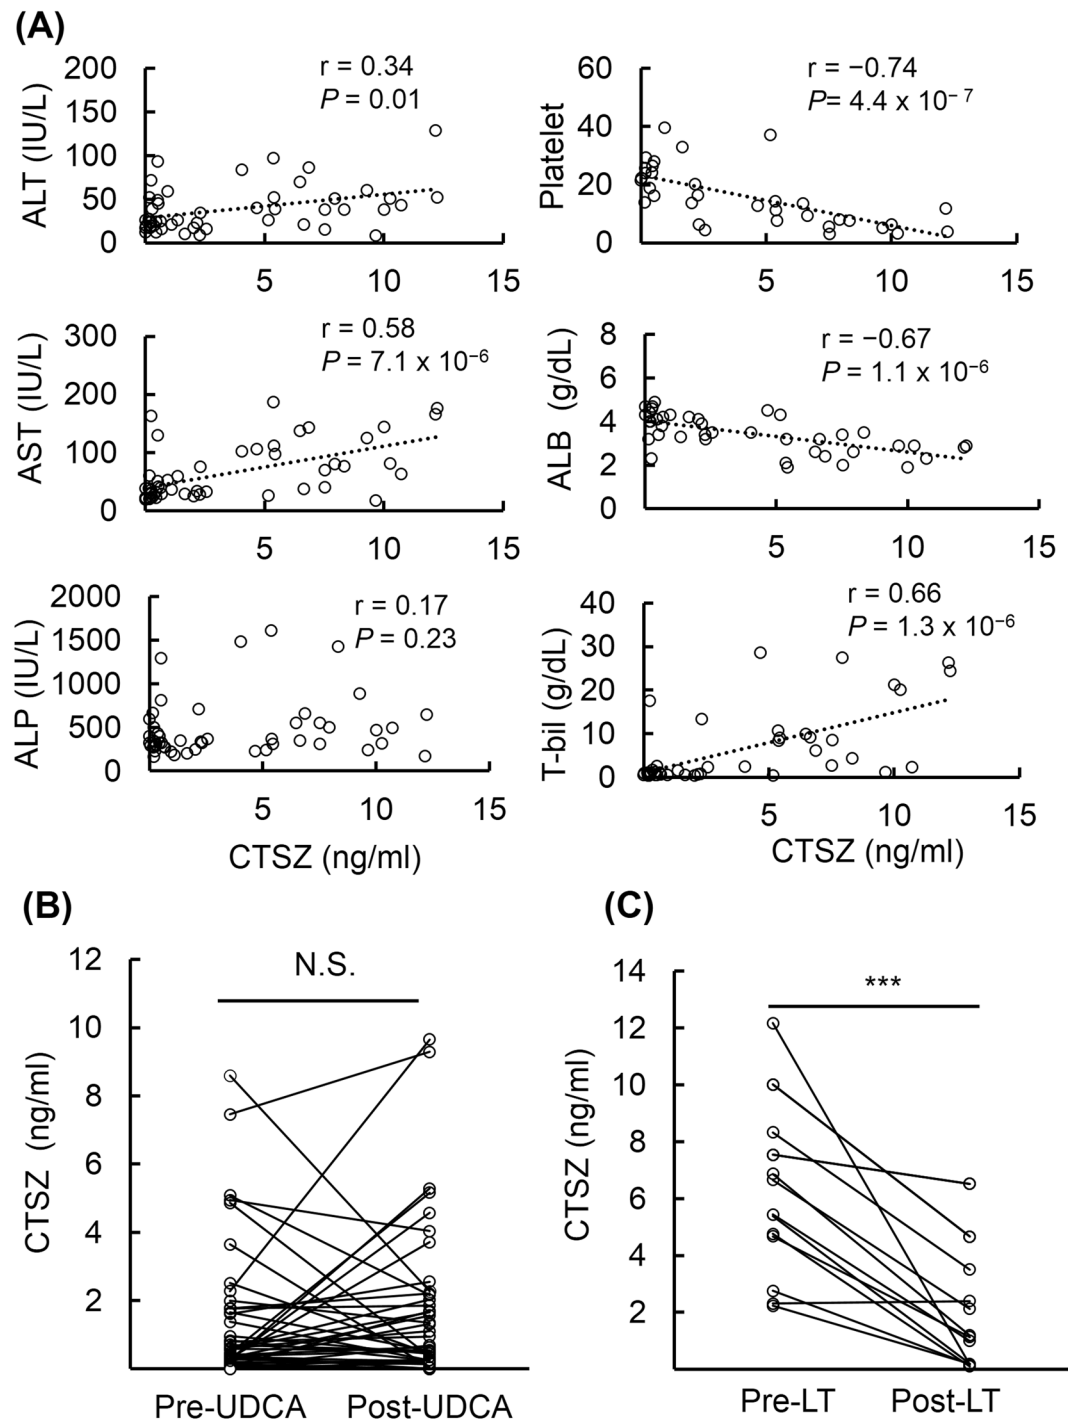 (A)
200
150
100
50
0
ALT (IU/L)
r = 0.34
P = 0.01
5
10
15
60
40
20
0
Platelet
r = −0.74
P= 4.4 x 10⁻⁷
5
10
15
300
200
100
0
AST (IU/L)
r = 0.58
P = 7.1 x 10⁻⁶
5
10
15
8
6
4
2
0
ALB (g/dL)
r = −0.67
P = 1.1 x 10⁻⁶
5
10
15
2000
1500
1000
500
0
ALP (IU/L)
r = 0.17
P = 0.23
5
10
15
CTSZ (ng/ml)
40
30
20
10
0
T-bil (g/dL)
r = 0.66
P = 1.3 x 10⁻⁶
5
10
15
CTSZ (ng/ml)
(B)
12
10
8
6
4
2
CTSZ (ng/ml)
N.S.
Pre-UDCA
Post-UDCA
(C)
14
12
10
8
6
4
2
CTSZ (ng/ml)
***
Pre-LT
Post-LT